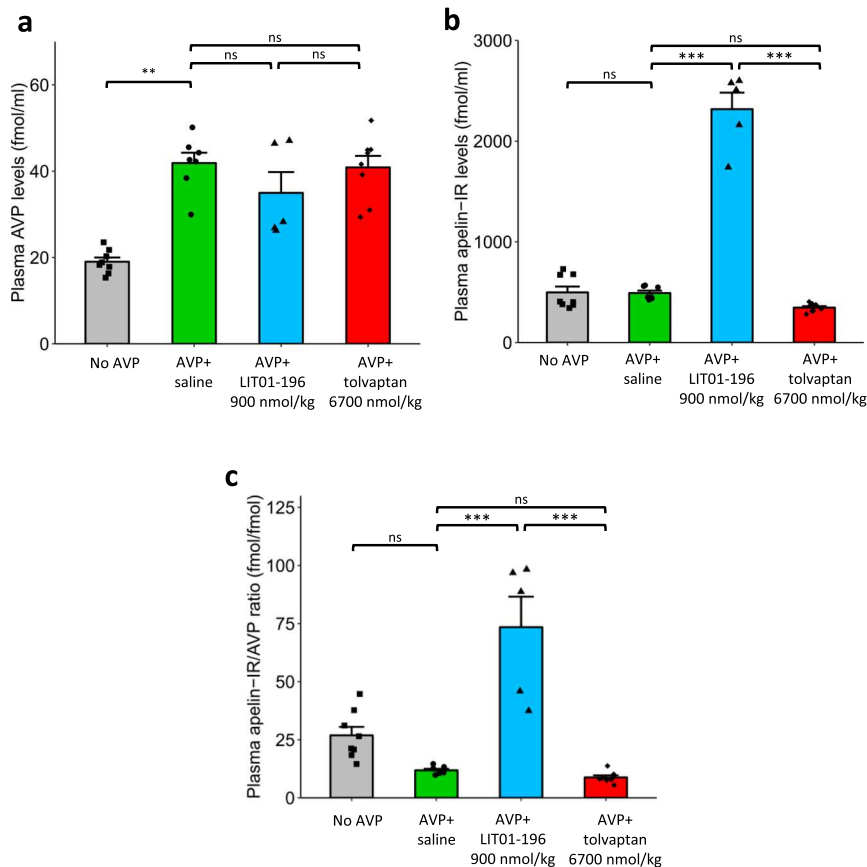 a
Plasma AVP levels (fmol/ml)
60
40
20
0
**
ns
ns
ns
No AVP
AVP+
saline
AVP+
LIT01-196
900 nmol/kg
AVP+
tolvaptan
6700 nmol/kg
b
Plasma apelin−IR levels (fmol/ml)
3000
2000
1000
0
ns
***
***
ns
No AVP
AVP+
saline
AVP+
LIT01-196
900 nmol/kg
AVP+
tolvaptan
6700 nmol/kg
c
Plasma apelin−IR/AVP ratio (fmol/fmol)
125
100
75
50
25
0
ns
***
***
ns
No AVP
AVP+
saline
AVP+
LIT01-196
900 nmol/kg
AVP+
tolvaptan
6700 nmol/kg